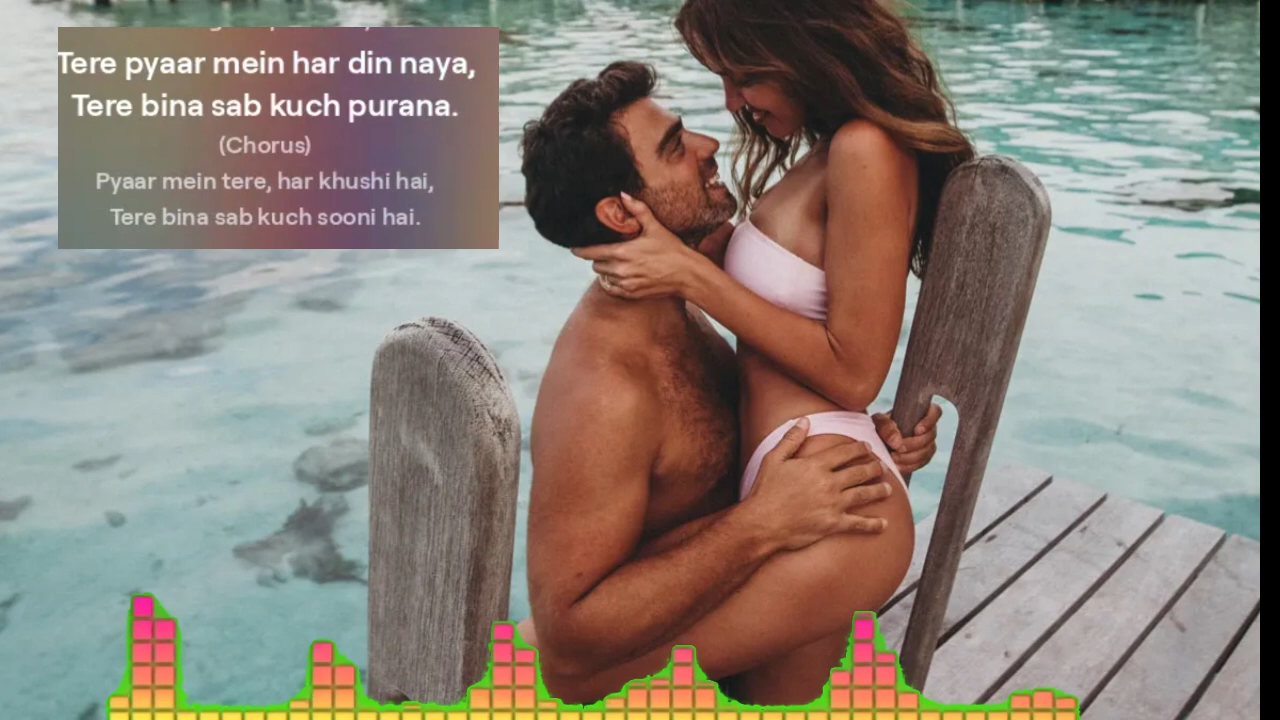 Tere pyaar mein har din naya,
Tere bina sab kuch purana.
(Chorus)
Pyaar mein tere, har khushi hai,
Tere bina sab kuch sooni hai.